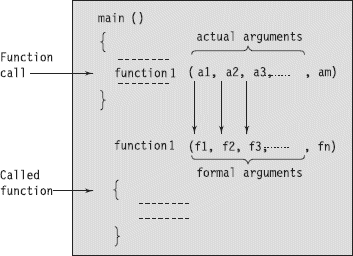 main ()
{
actual arguments
Function call
function1 ( a1, a2, a3,...... , am)
}
function1 (f1, f2, f3,...... , fn)
formal arguments
Called function
{
}